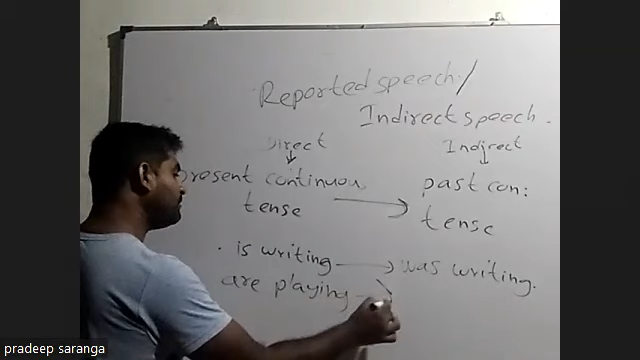 Reported speech /
Indirect speech.
Direct
Indirect
present continuou
tense
past con:
tense
. is writing
was writing.
are playing
pradeep saranga